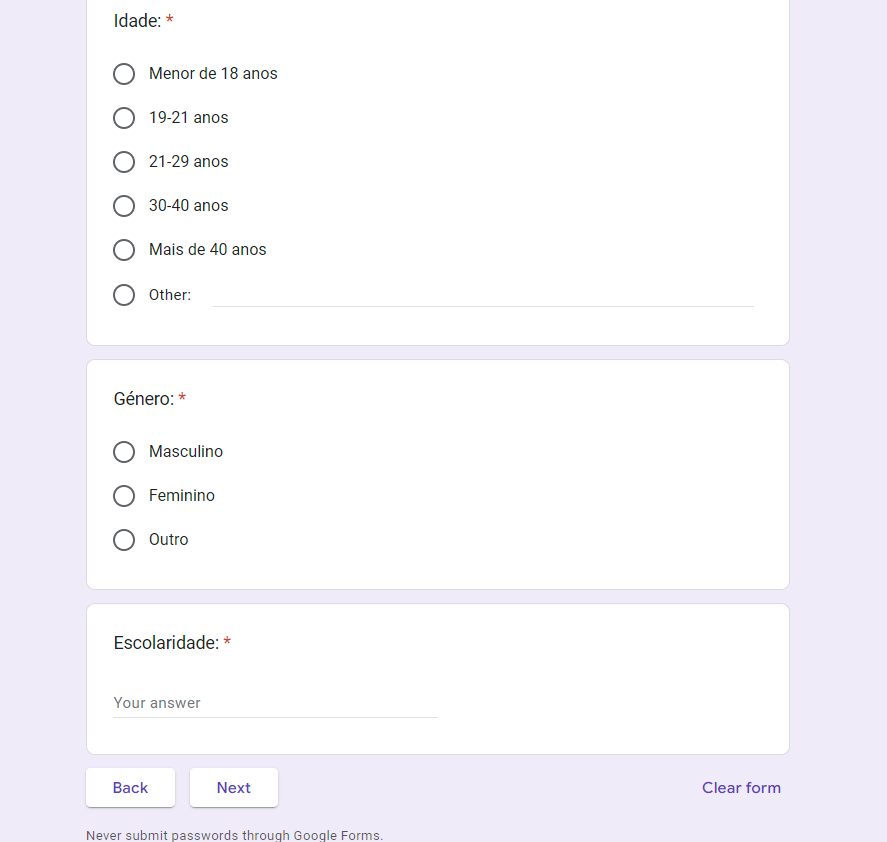 Idade: *
Menor de 18 anos
19-21 anos
21-29 anos
30-40 anos
Mais de 40 anos
Other:
Género: *
Masculino
Feminino
Outro
Escolaridade: *
Your answer
Back Next Clear form
Never submit passwords through Google Forms.